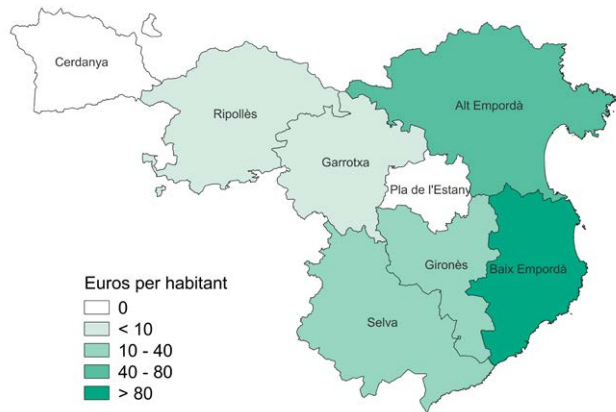 Cerdanya
Ripollès
Alt Empordà
Garrotxa
Pla de l'Estany
Gironès
Baix Empordà
Selva
Euros per habitant
0
< 10
10 - 40
40 - 80
> 80